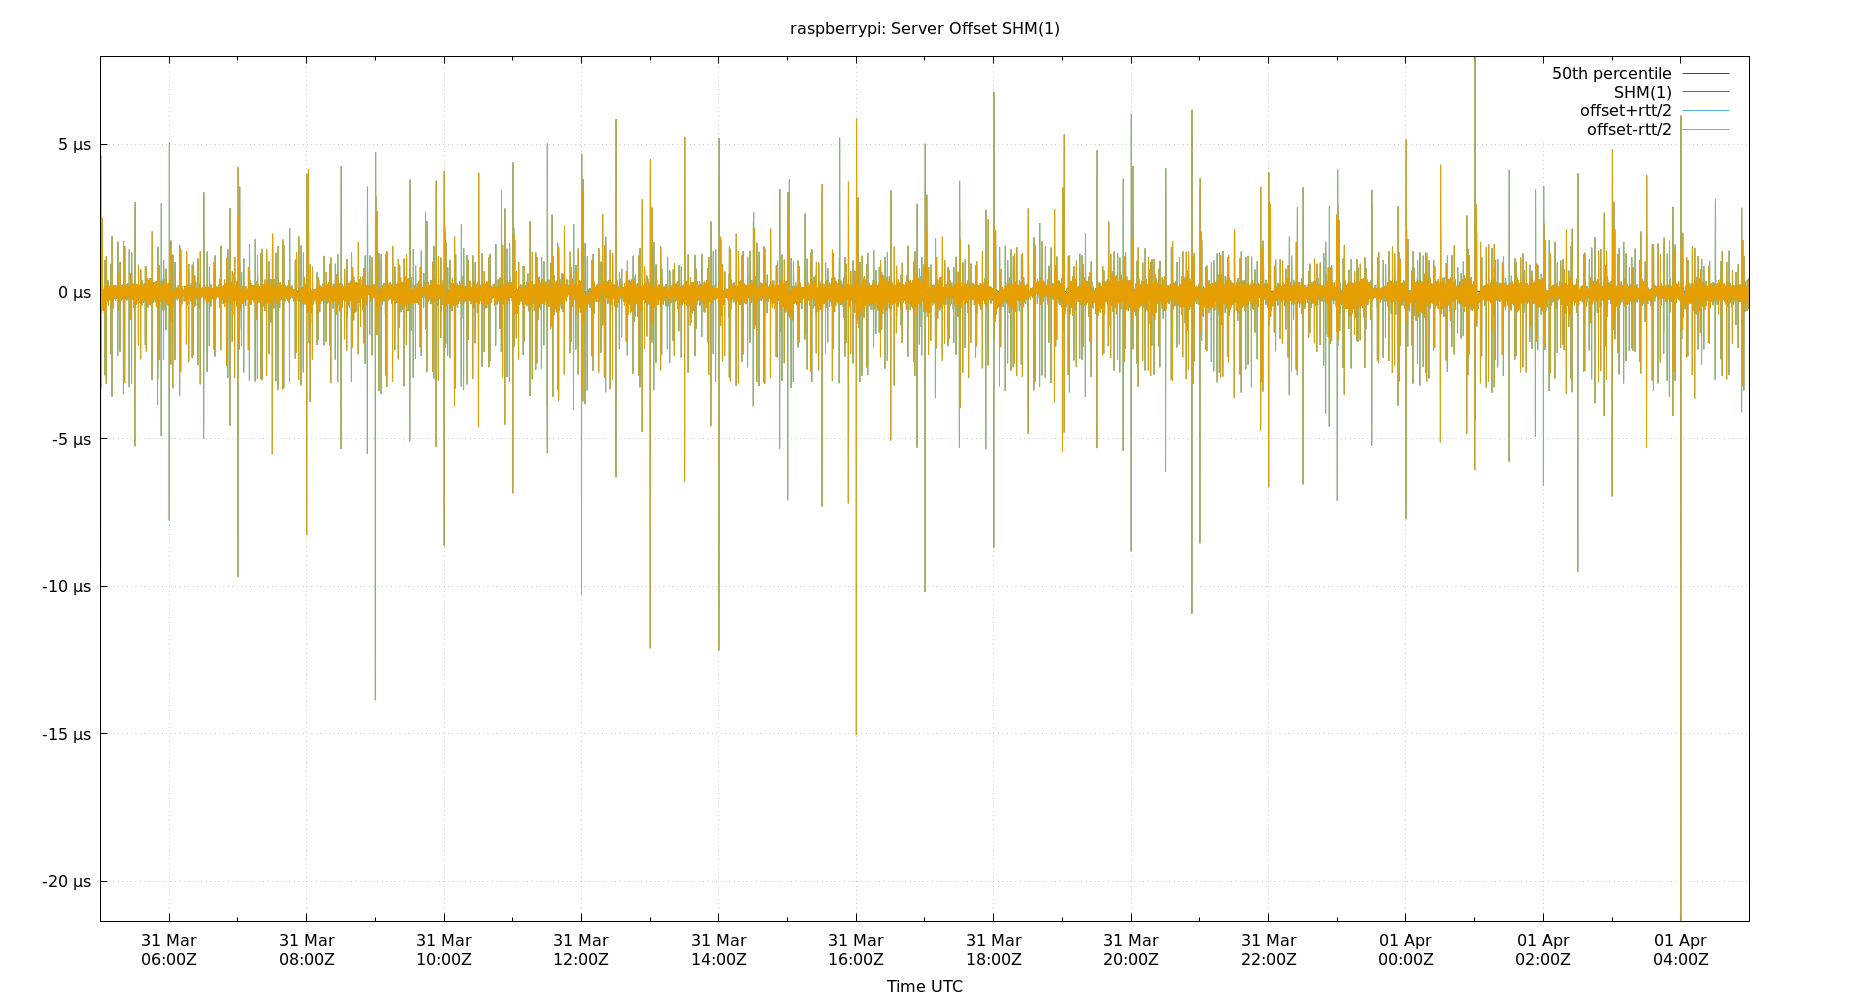 raspberrypi: Server Offset SHM(1)
50th percentile
SHM(1)
offset+rtt/2
offset-rtt/2
5 µs
0 µs
-5 µs
-10 µs
-15 µs
-20 µs
31 Mar 31 Mar 31 Mar 31 Mar 31 Mar 31 Mar 31 Mar 31 Mar 31 Mar 01 Apr 01 Apr 01 Apr
06:00Z 08:00Z 10:00Z 12:00Z 14:00Z 16:00Z 18:00Z 20:00Z 22:00Z 00:00Z 02:00Z 04:00Z
Time UTC